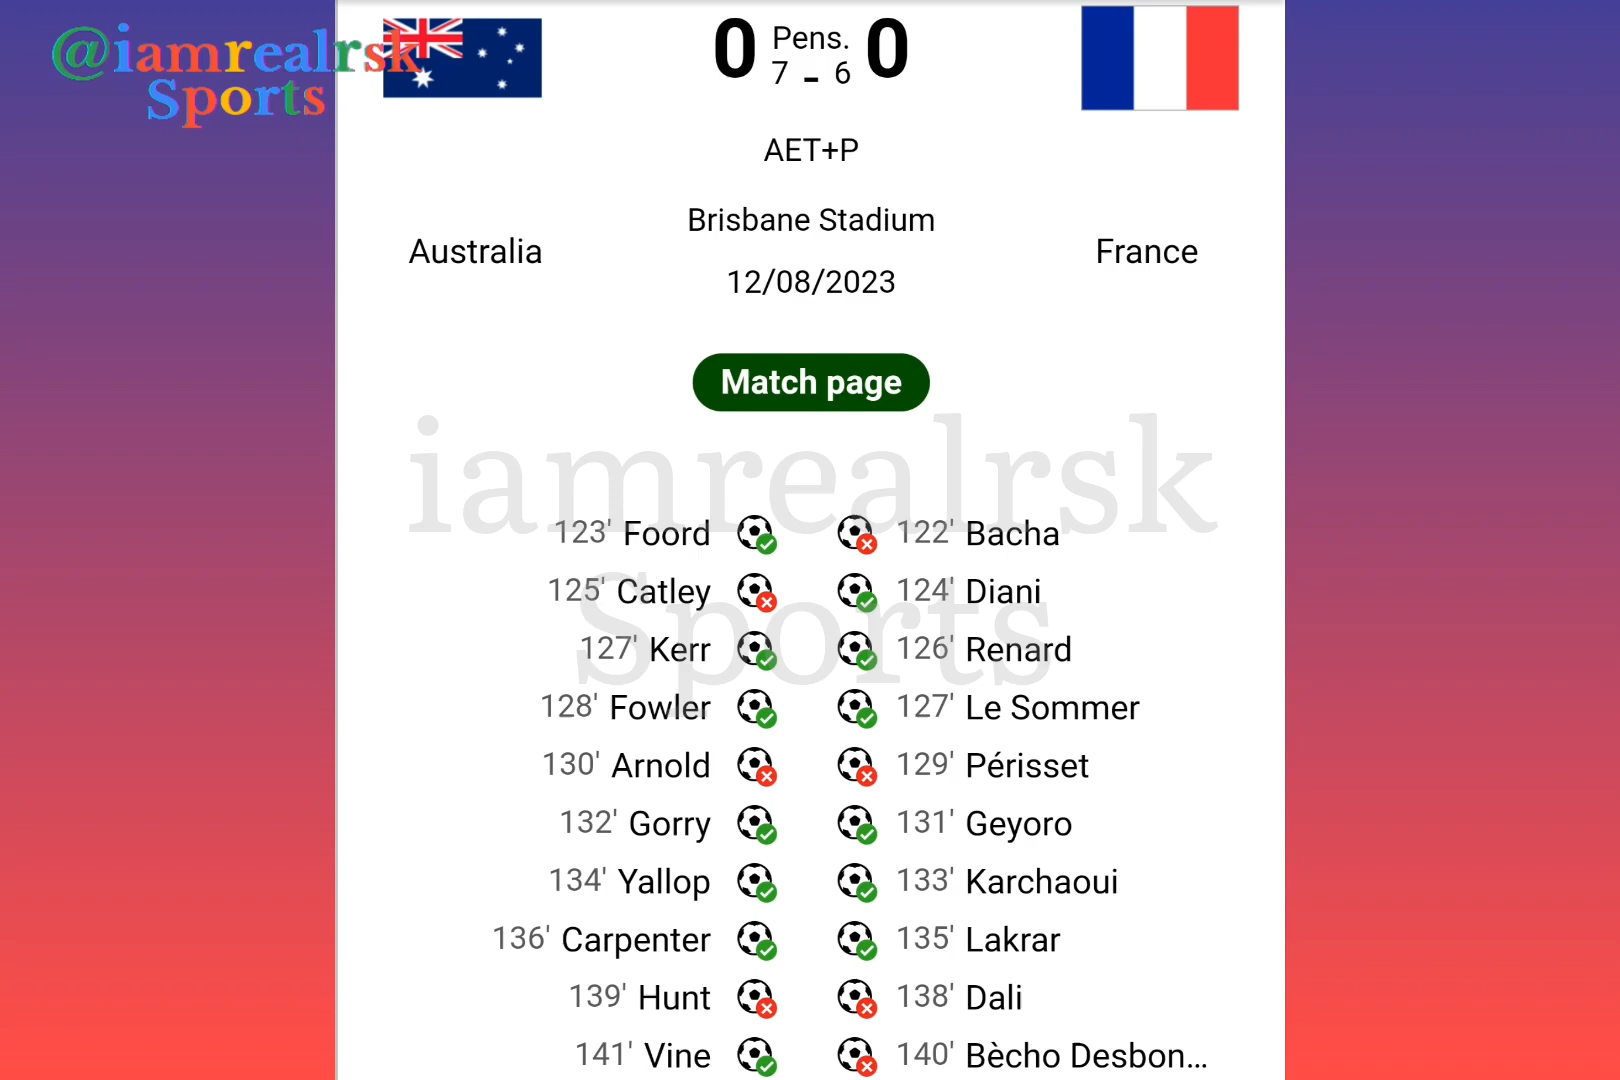 @iamrealrsk
Sports
0 Pens. 0
7 - 6
AET+P
Brisbane Stadium
Australia
France
12/08/2023
Match page
iamrealrsk
Sports
123' Foord 122' Bacha
125' Catley 124' Diani
127' Kerr 126' Renard
128' Fowler 127' Le Sommer
130' Arnold 129' Périsset
132' Gorry 131' Geyoro
134' Yallop 133' Karchaoui
136' Carpenter 135' Lakrar
139' Hunt 138' Dali
141' Vine 140' Bècho Desbon...